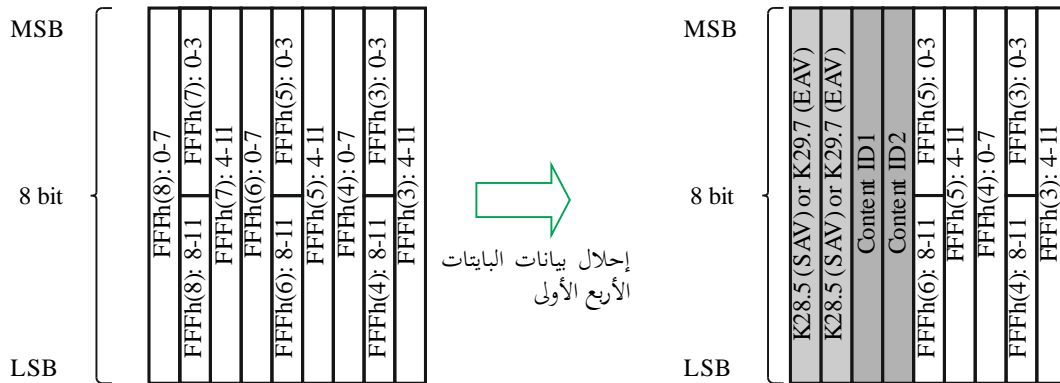 MSB
8 bit
LSB
FFFh(8): 0-7
FFFh(7): 0-3
FFFh(8): 8-11
FFFh(7): 4-11
FFFh(6): 0-7
FFFh(5): 0-3
FFFh(6): 8-11
FFFh(5): 4-11
FFFh(4): 0-7
FFFh(3): 0-3
FFFh(4): 8-11
FFFh(3): 4-11
إحلال بيانات البايتات
الأربع الأولى
MSB
8 bit
LSB
K28.5 (SAV) or K29.7 (EAV)
K28.5 (SAV) or K29.7 (EAV)
Content ID1
Content ID2
FFFh(5): 0-3
FFFh(6): 8-11
FFFh(5): 4-11
FFFh(4): 0-7
FFFh(3): 0-3
FFFh(4): 8-11
FFFh(3): 4-11